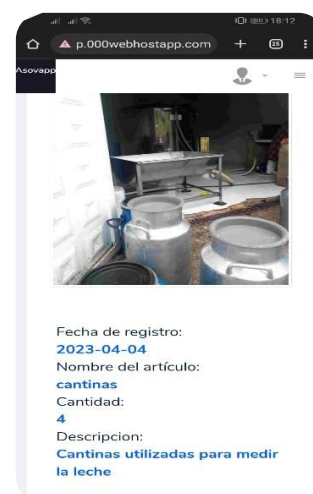 18:12
p.000webhostapp.com
25
Asovapp
Fecha de registro:
2023-04-04
Nombre del artículo:
cantinas
Cantidad:
4
Descripcion:
Cantinas utilizadas para medir
la leche